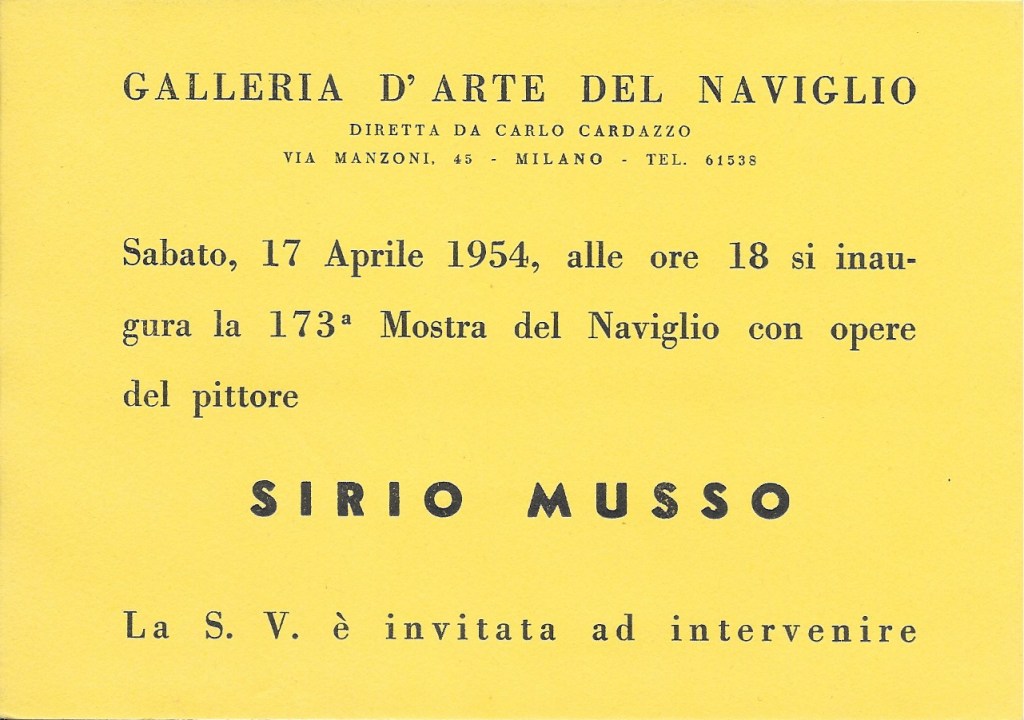 GALLERIA D'ARTE DEL NAVIGLIO
DIRETTA DA CARLO CARDAZZO
VIA MANZONI, 45 - MILANO - TEL. 61538
Sabato, 17 Aprile 1954, alle ore 18 si inau-
gura la 173ª Mostra del Naviglio con opere
del pittore
SIRIO MUSSO
La S. V. è invitata ad intervenire